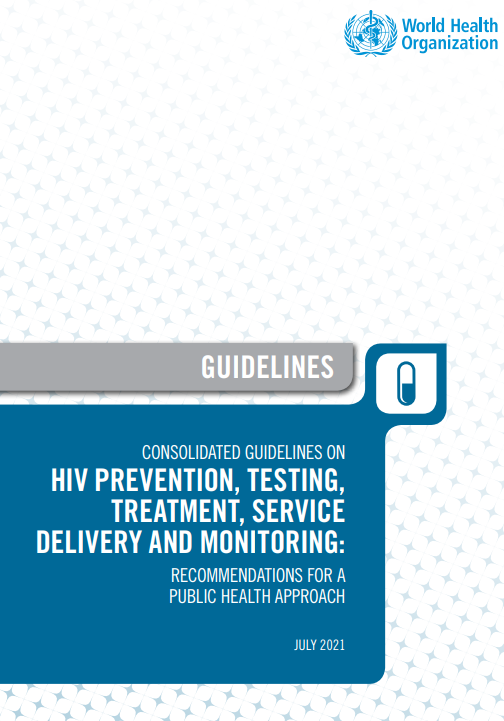 World Health
Organization
GUIDELINES
CONSOLIDATED GUIDELINES ON
HIV PREVENTION, TESTING,
TREATMENT, SERVICE
DELIVERY AND MONITORING:
RECOMMENDATIONS FOR A
PUBLIC HEALTH APPROACH
JULY 2021